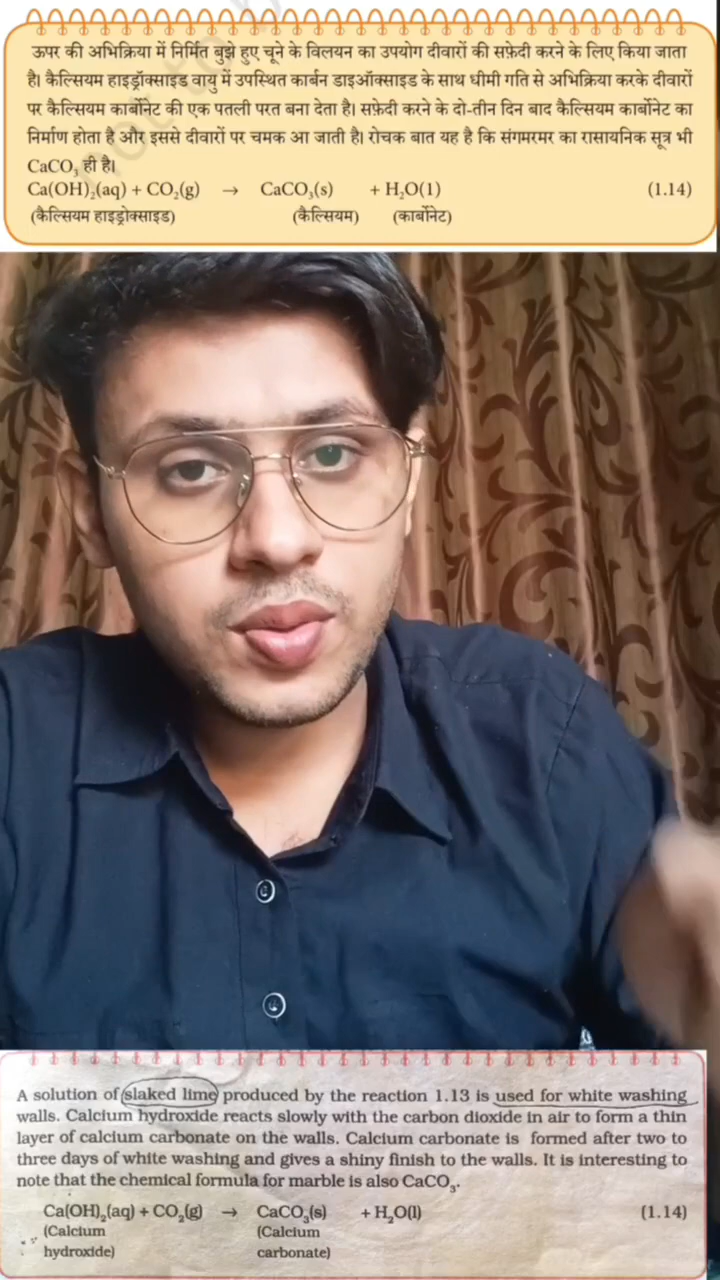 ऊपर की अभिक्रिया में निर्मित बुझे हुए चूने के विलयन का उपयोग दीवारों की सफ़ेदी करने के लिए किया जाता
है। कैल्सियम हाइड्रॉक्साइड वायु में उपस्थित कार्बन डाइऑक्साइड के साथ धीमी गति से अभिक्रिया करके दीवारों
पर कैल्सियम कार्बोनेट की एक पतली परत बना देता है। सफ़ेदी करने के दो-तीन दिन बाद कैल्सियम कार्बोनेट का
निर्माण होता है और इससे दीवारों पर चमक आ जाती है। रोचक बात यह है कि संगमरमर का रासायनिक सूत्र भी
CaCO₃ ही है।
Ca(OH)₂(aq) + CO₂(g) → CaCO₃(s) + H₂O(1) (1.14)
(कैल्सियम हाइड्रोक्साइड) (कैल्सियम) (कार्बोनेट)
A solution of slaked lime produced by the reaction 1.13 is used for white washing
walls. Calcium hydroxide reacts slowly with the carbon dioxide in air to form a thin
layer of calcium carbonate on the walls. Calcium carbonate is formed after two to
three days of white washing and gives a shiny finish to the walls. It is interesting to
note that the chemical formula for marble is also CaCO₃.
Ca(OH)₂(aq) + CO₂(g) → CaCO₃(s) + H₂O(l) (1.14)
(Calcium (Calcium
hydroxide) carbonate)